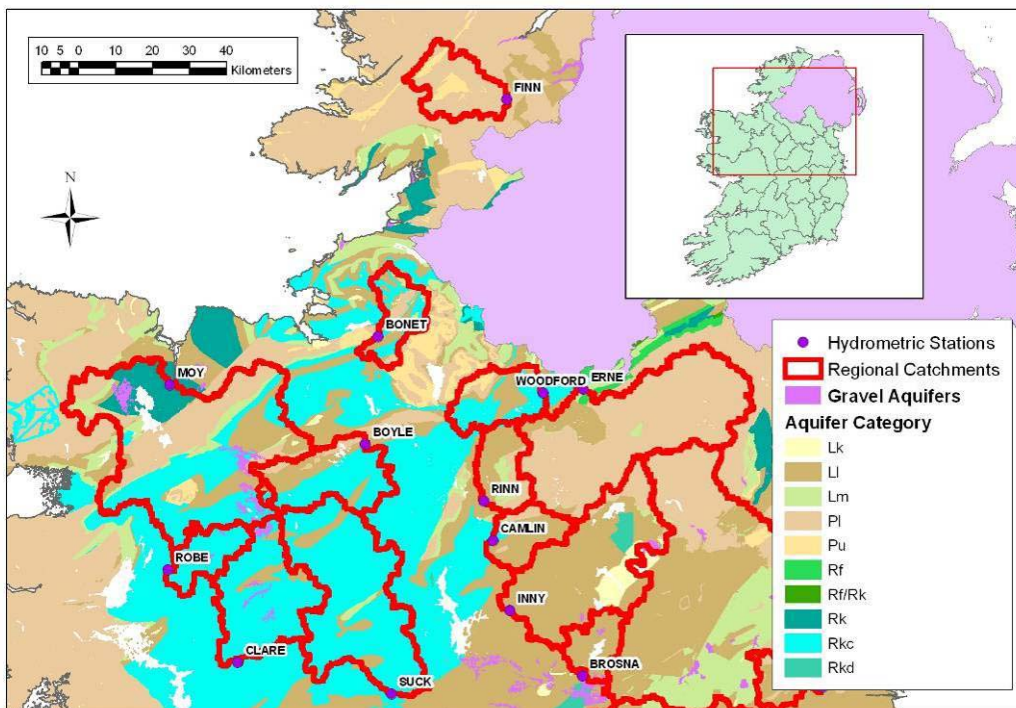 10 5 0 10 20 30 40
Kilometers
FINN
N
BONET
MOY
WOODFORD
ERNE
BOYLE
RINN
CAMLIN
ROBE
INNY
CLARE
BROSNA
SUCK
Hydrometric Stations
Regional Catchments
Gravel Aquifers
Aquifer Category
Lk
Ll
Lm
Pl
Pu
Rf
Rf/Rk
Rk
Rkc
Rkd